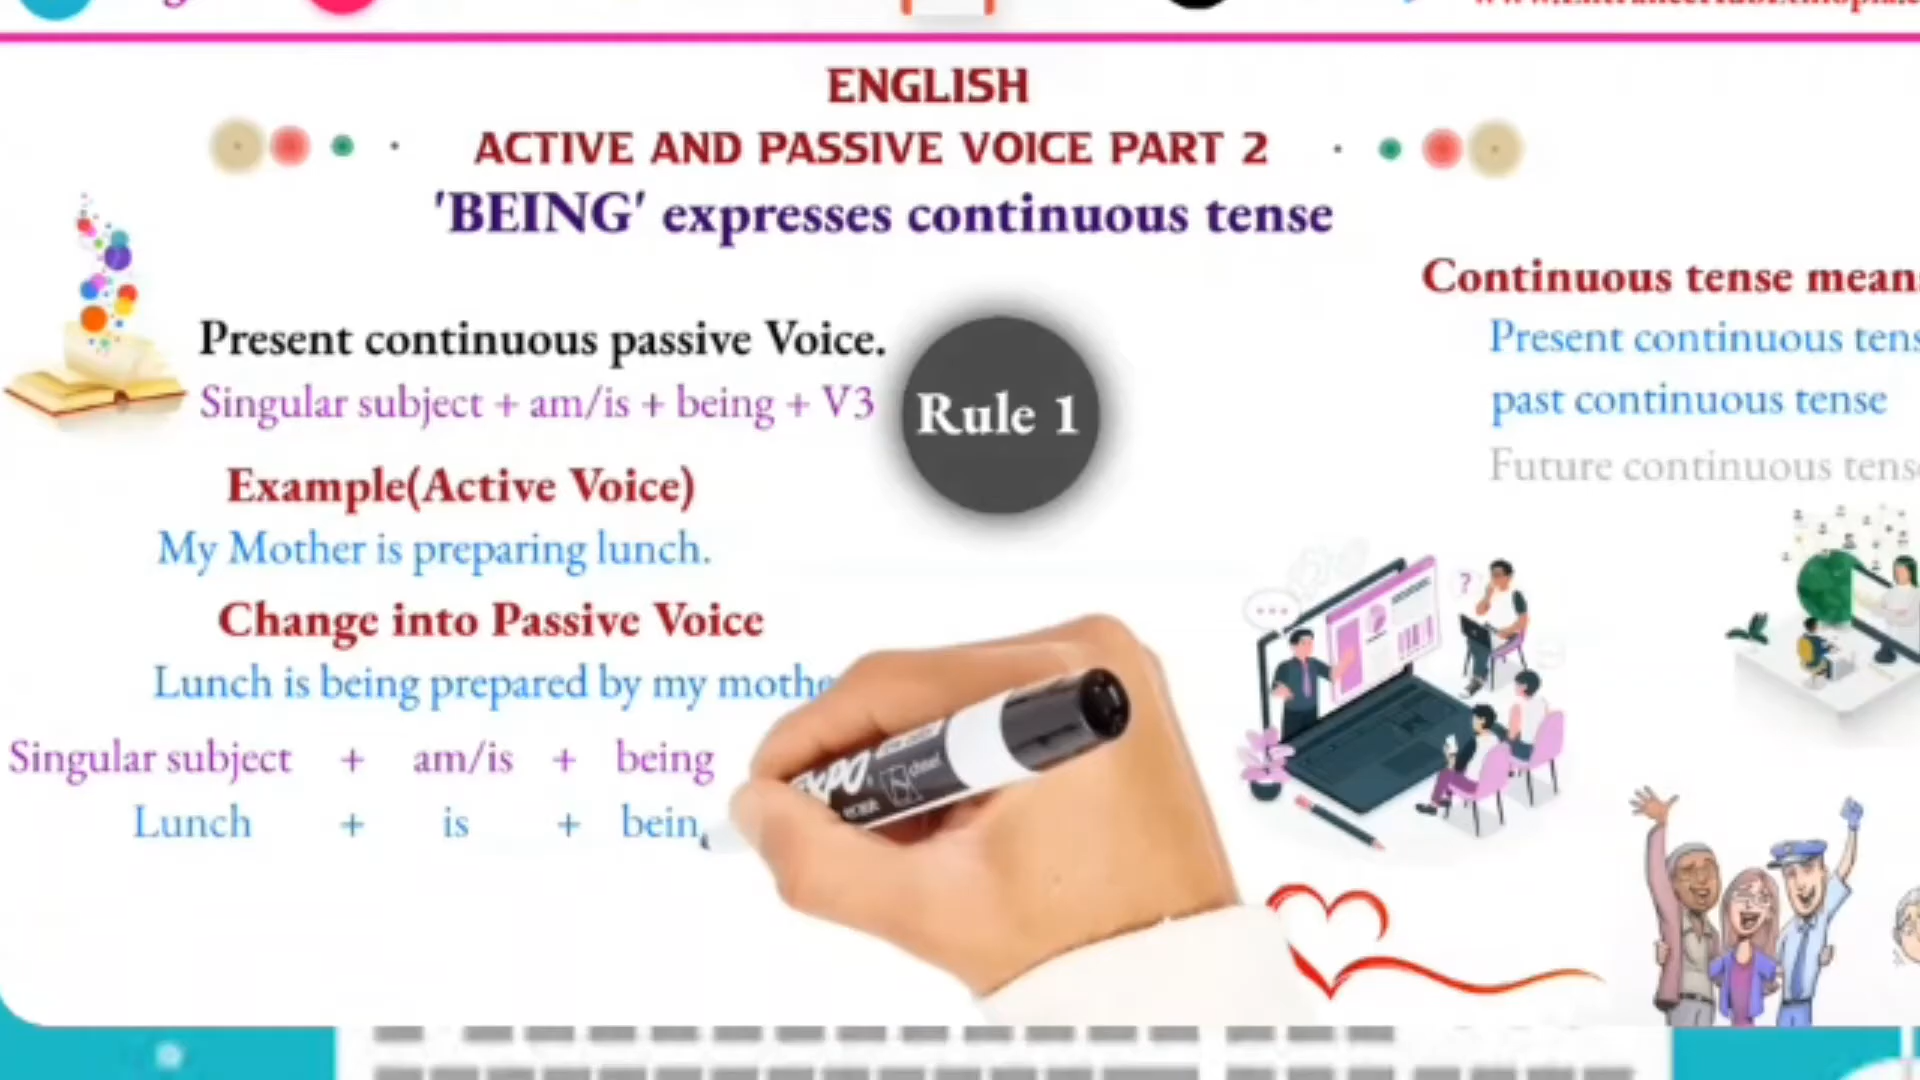 ENGLISH
ACTIVE AND PASSIVE VOICE PART 2
'BEING' expresses continuous tense
Continuous tense mean
Present continuous passive Voice.
Present continuous tens
Singular subject + am/is + being + V3
Rule 1
past continuous tense
Future continuous tens
Example(Active Voice)
My Mother is preparing lunch.
Change into Passive Voice
Lunch is being prepared by my mothe
Singular subject + am/is + being
Lunch + is + bein
EXPO